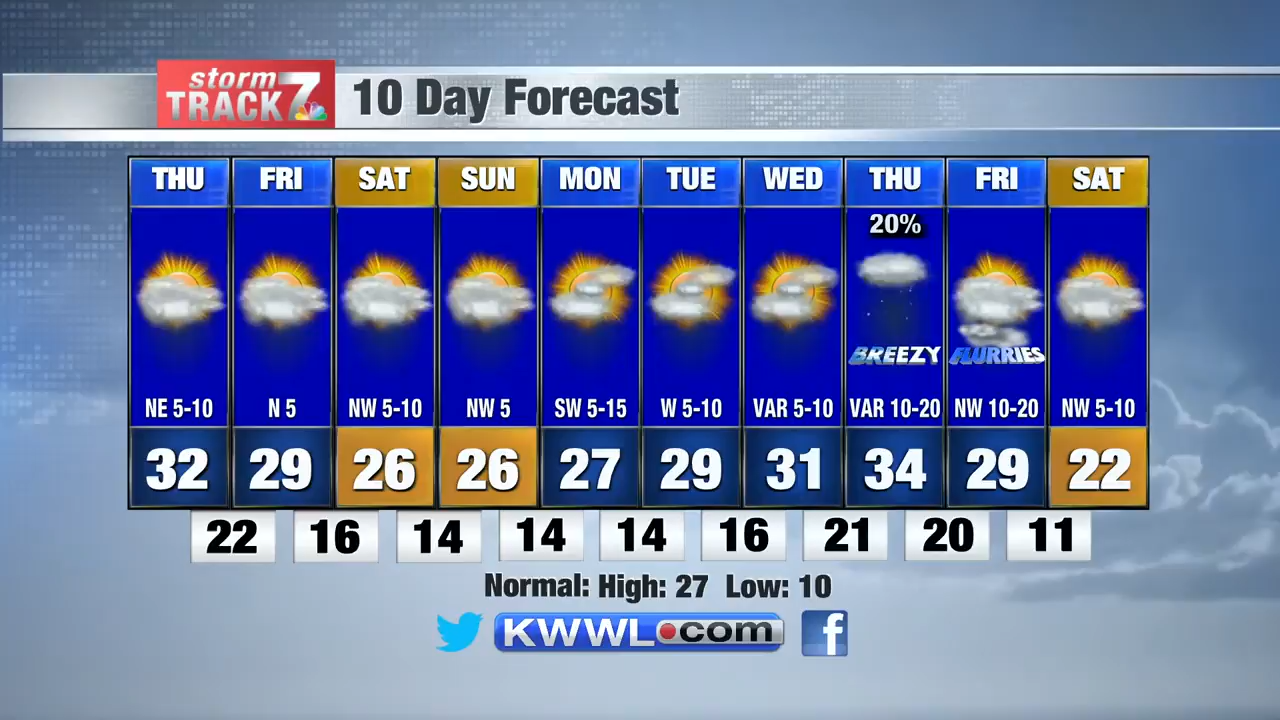 storm
TRACK 7
10 Day Forecast
THU FRI SAT SUN MON TUE WED THU FRI SAT
20%
BREEZY FLURRIES
NE 5-10 N 5 NW 5-10 NW 5 SW 5-15 W 5-10 VAR 5-10 VAR 10-20 NW 10-20 NW 5-10
32 29 26 26 27 29 31 34 29 22
22 16 14 14 14 16 21 20 11
Normal: High: 27 Low: 10
KWWL.com f